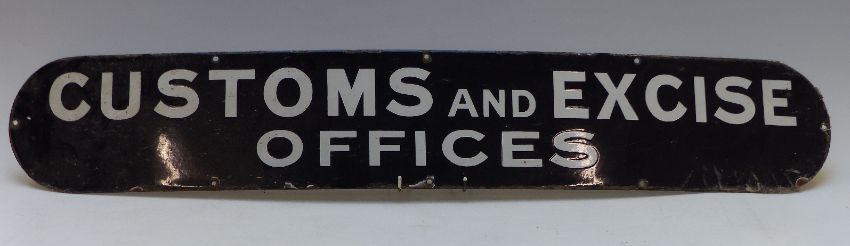 CUSTOMS AND EXCISE
OFFICES